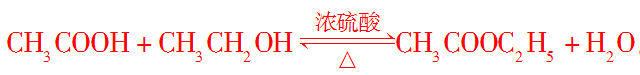 浓硫酸
CH₃COOH + CH₃CH₂OH ⇌ CH₃COOC₂H₅ + H₂O
△